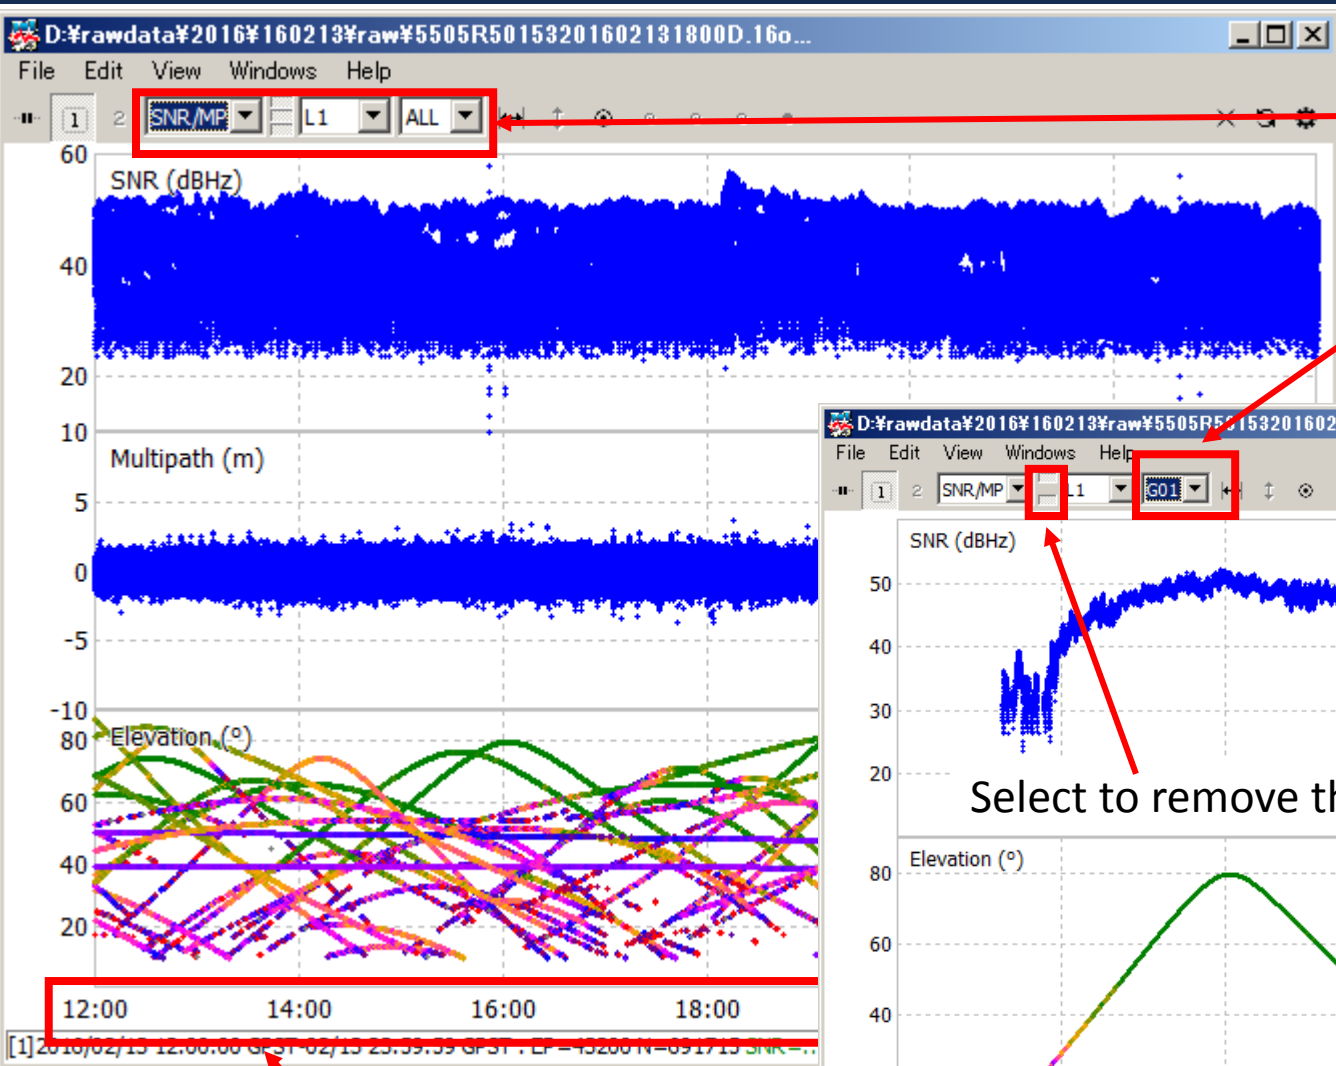 D:¥rawdata¥2016¥160213¥raw¥5505R50153201602131800D.16o...
File Edit View Windows Help
1 2 SNR/MP L1 ALL
60
SNR (dBHz)
40
20
10
Multipath (m)
5
0
-5
-10
80 Elevation (°)
60
40
20
12:00 14:00 16:00 18:00
D:¥rawdata¥2016¥160213¥raw¥5505R50153201602
File Edit View Windows Help
1 2 SNR/MP L1 G01
SNR (dBHz)
50
40
30
20
Select to remove th
Elevation (°)
80
60
40